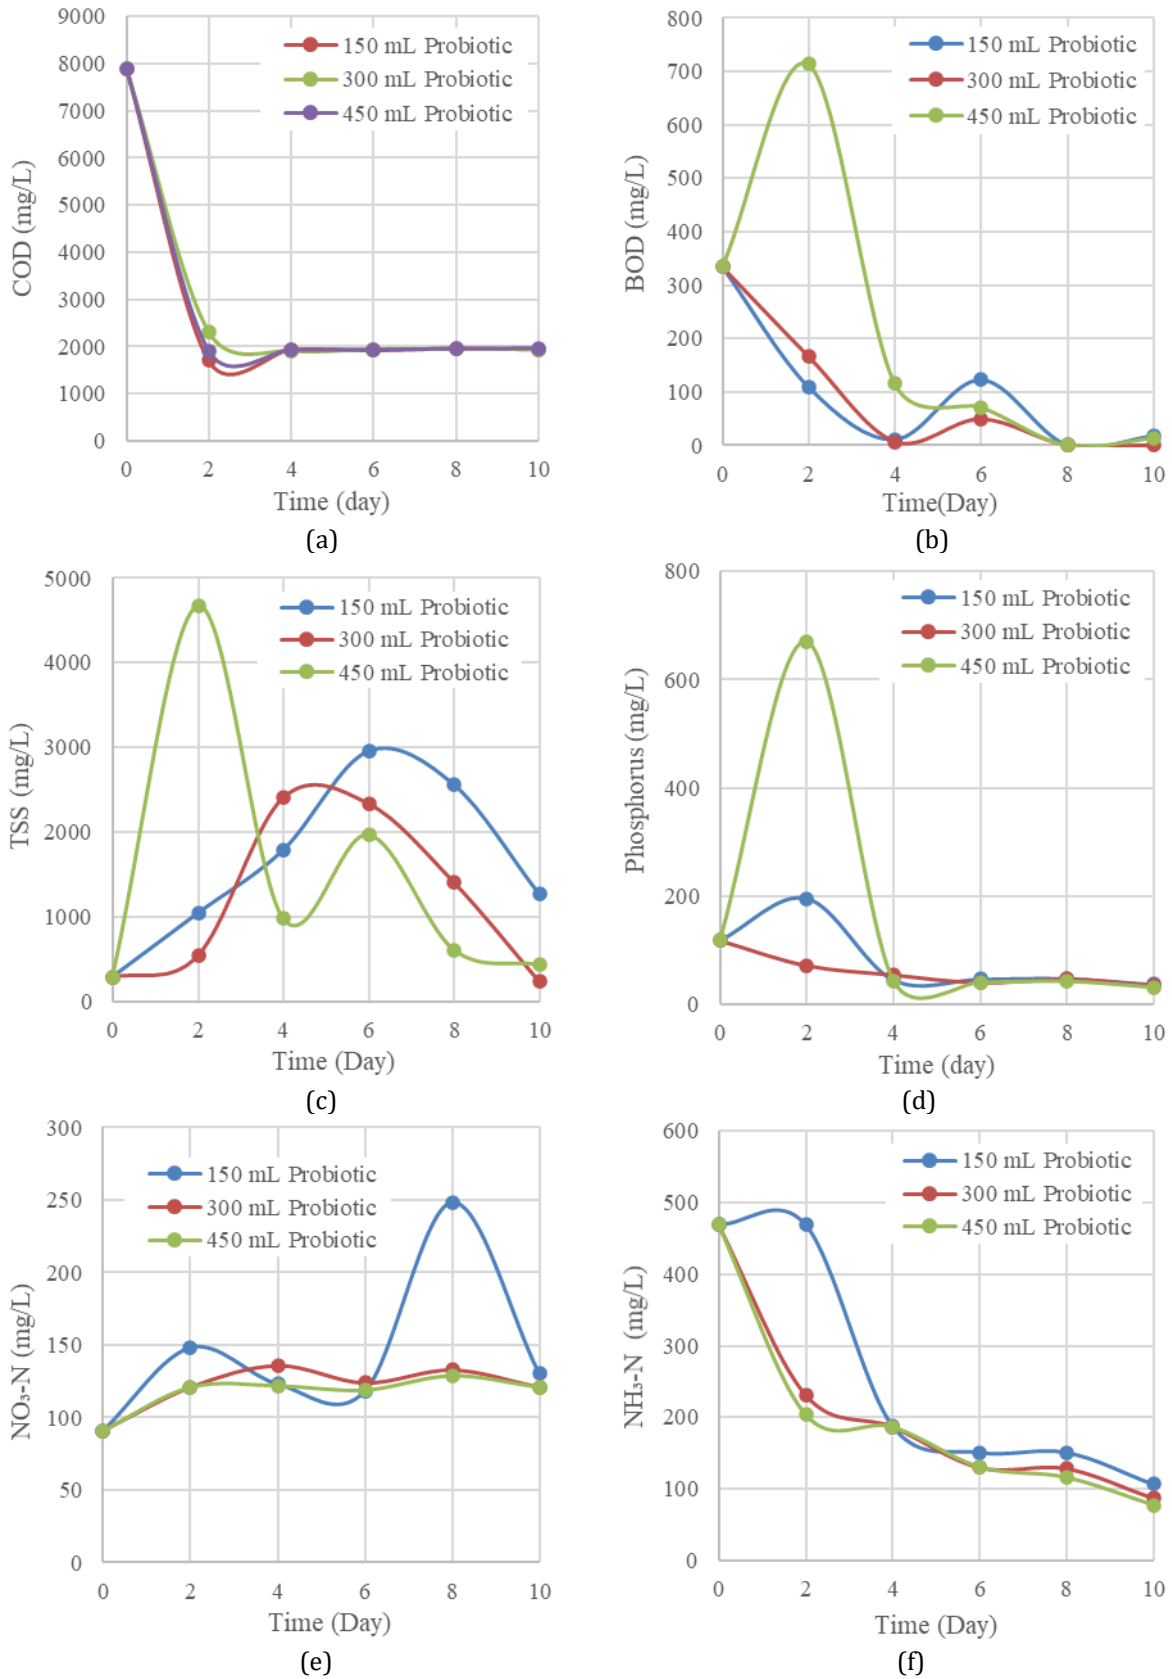 9000
8000
7000
6000
5000
4000
3000
2000
1000
0
COD (mg/L)
150 mL Probiotic
300 mL Probiotic
450 mL Probiotic
0 2 4 6 8 10
Time (day)
(a)
800
700
600
500
400
300
200
100
0
BOD (mg/L)
150 mL Probiotic
300 mL Probiotic
450 mL Probiotic
0 2 4 6 8 10
Time(Day)
(b)
5000
4000
3000
2000
1000
0
TSS (mg/L)
150 mL Probiotic
300 mL Probiotic
450 mL Probiotic
0 2 4 6 8 10
Time (Day)
(c)
800
600
400
200
0
Phosphorus (mg/L)
150 mL Probiotic
300 mL Probiotic
450 mL Probiotic
0 2 4 6 8 10
Time (day)
(d)
300
250
200
150
100
50
0
NO₃-N (mg/L)
150 mL Probiotic
300 mL Probiotic
450 mL Probiotic
0 2 4 6 8 10
Time (Day)
(e)
600
500
400
300
200
100
0
NH₃-N (mg/L)
150 mL Probiotic
300 mL Probiotic
450 mL Probiotic
0 2 4 6 8 10
Time (Day)
(f)